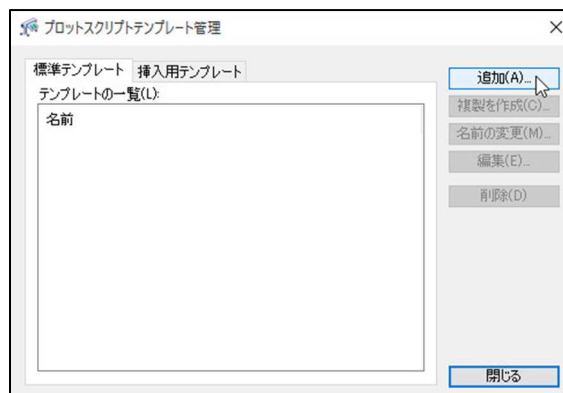 プロットスクリプトテンプレート管理
標準テンプレート 挿入用テンプレート
テンプレートの一覧(L):
名前
追加(A)...
複製を作成(C)...
名前の変更(M)...
編集(E)...
削除(D)
閉じる